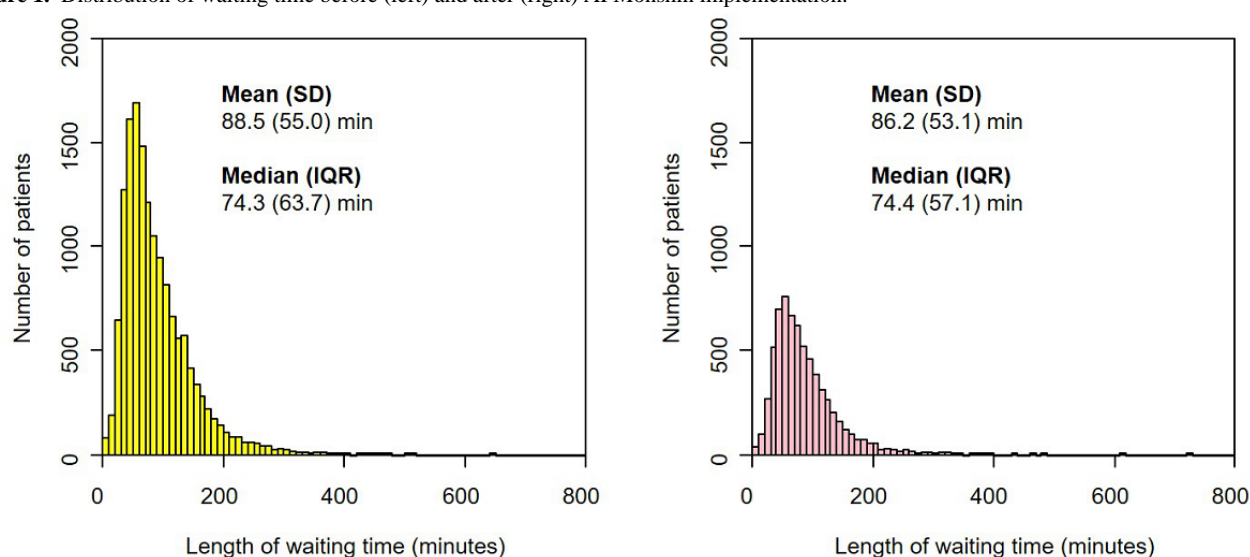 Distribution of waiting time before (left) and after (right) AI Monshin implementation.
2000
1500
1000
500
0
Number of patients
Mean (SD)
88.5 (55.0) min
Median (IQR)
74.3 (63.7) min
0 200 400 600 800
Length of waiting time (minutes)
2000
1500
1000
500
0
Number of patients
Mean (SD)
86.2 (53.1) min
Median (IQR)
74.4 (57.1) min
0 200 400 600 800
Length of waiting time (minutes)